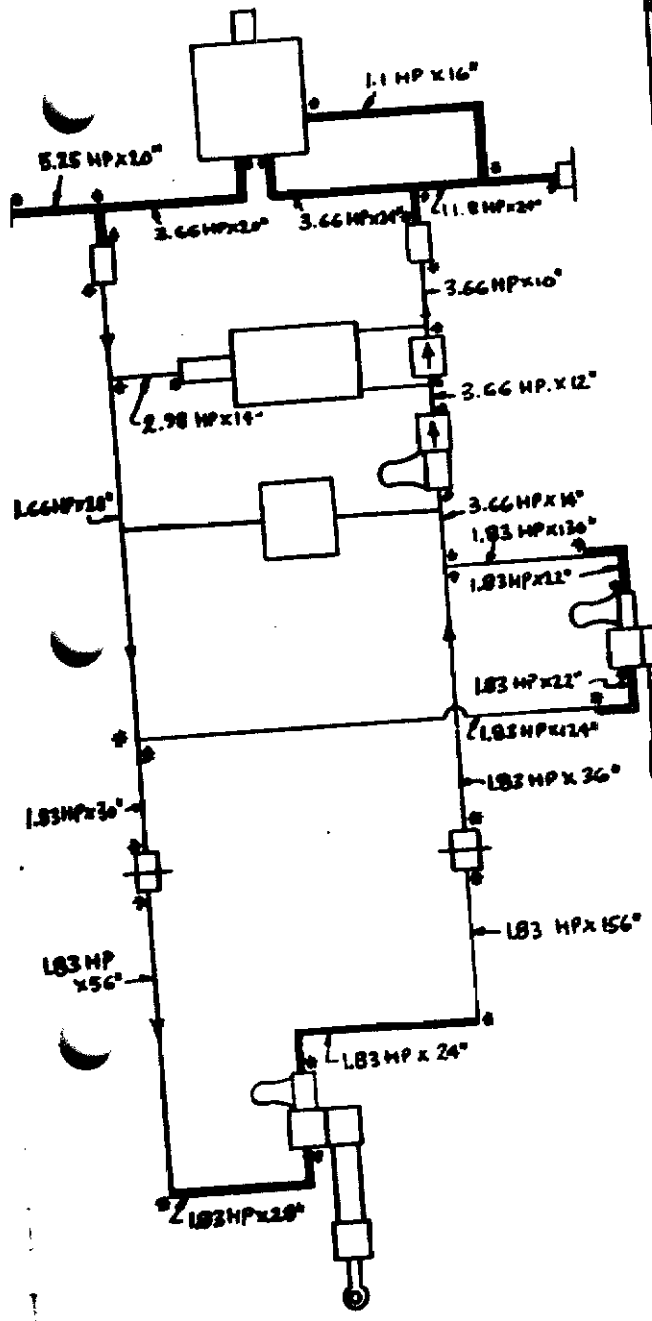 1.1 HP x 16"
5.25 HP x 20"
3.66 HP x 20"
3.66 HP x 24"
11.8 HP x 24"
3.66 HP x 10"
3.66 HP. x 12"
2.98 HP x 14"
1.66 HP x 28"
3.66 HP x 14"
1.83 HP x 130"
1.83 HP x 22"
1.83 HP x 22"
1.83 HP x 124"
1.83 HP x 36"
1.83 HP x 30"
1.83 HP x 156"
1.83 HP
x 56"
1.83 HP x 24"
1.83 HP x 28"